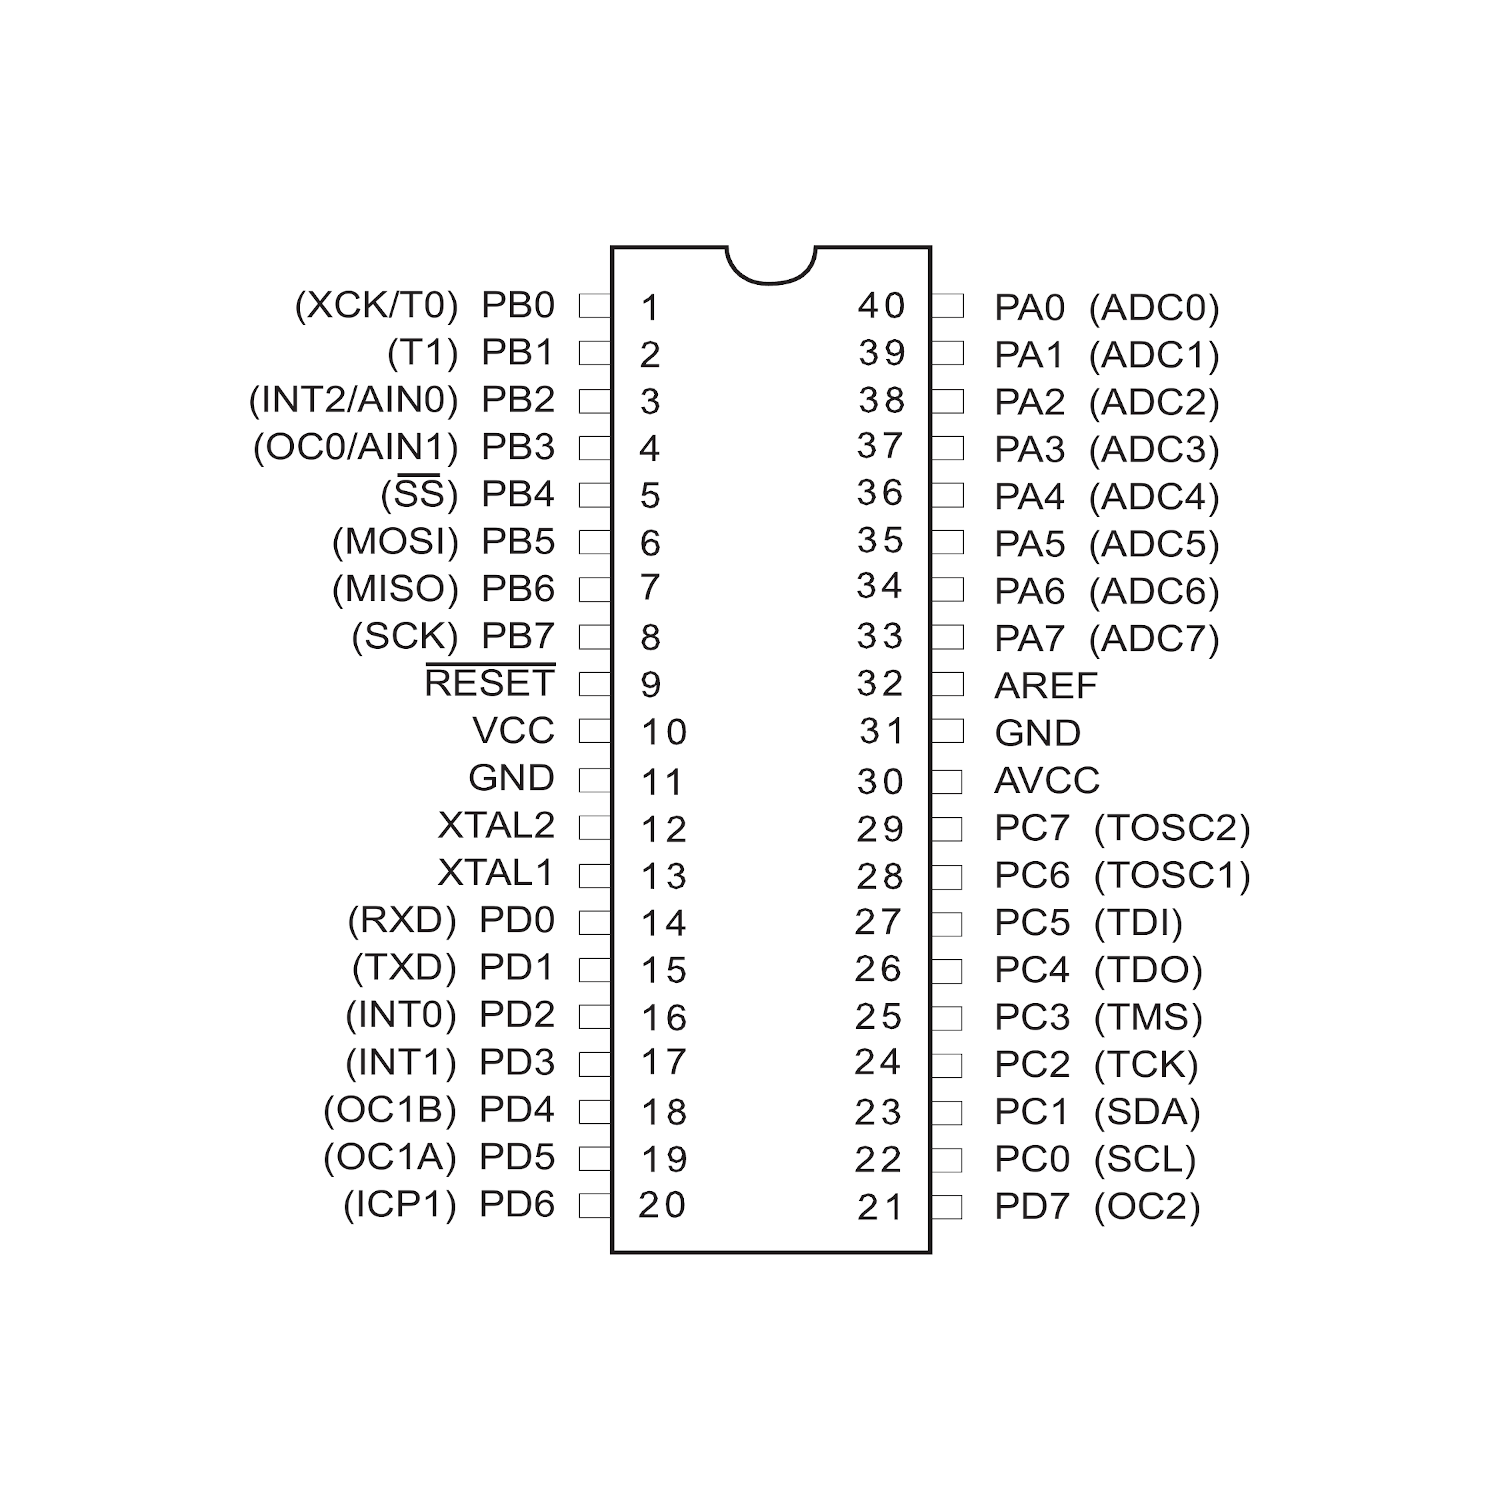 (XCK/T0) PB0 1 40 PA0 (ADC0)
(T1) PB1 2 39 PA1 (ADC1)
(INT2/AIN0) PB2 3 38 PA2 (ADC2)
(OC0/AIN1) PB3 4 37 PA3 (ADC3)
(S̅S̅) PB4 5 36 PA4 (ADC4)
(MOSI) PB5 6 35 PA5 (ADC5)
(MISO) PB6 7 34 PA6 (ADC6)
(SCK) PB7 8 33 PA7 (ADC7)
R̅E̅S̅E̅T̅ 9 32 AREF
VCC 10 31 GND
GND 11 30 AVCC
XTAL2 12 29 PC7 (TOSC2)
XTAL1 13 28 PC6 (TOSC1)
(RXD) PD0 14 27 PC5 (TDI)
(TXD) PD1 15 26 PC4 (TDO)
(INT0) PD2 16 25 PC3 (TMS)
(INT1) PD3 17 24 PC2 (TCK)
(OC1B) PD4 18 23 PC1 (SDA)
(OC1A) PD5 19 22 PC0 (SCL)
(ICP1) PD6 20 21 PD7 (OC2)